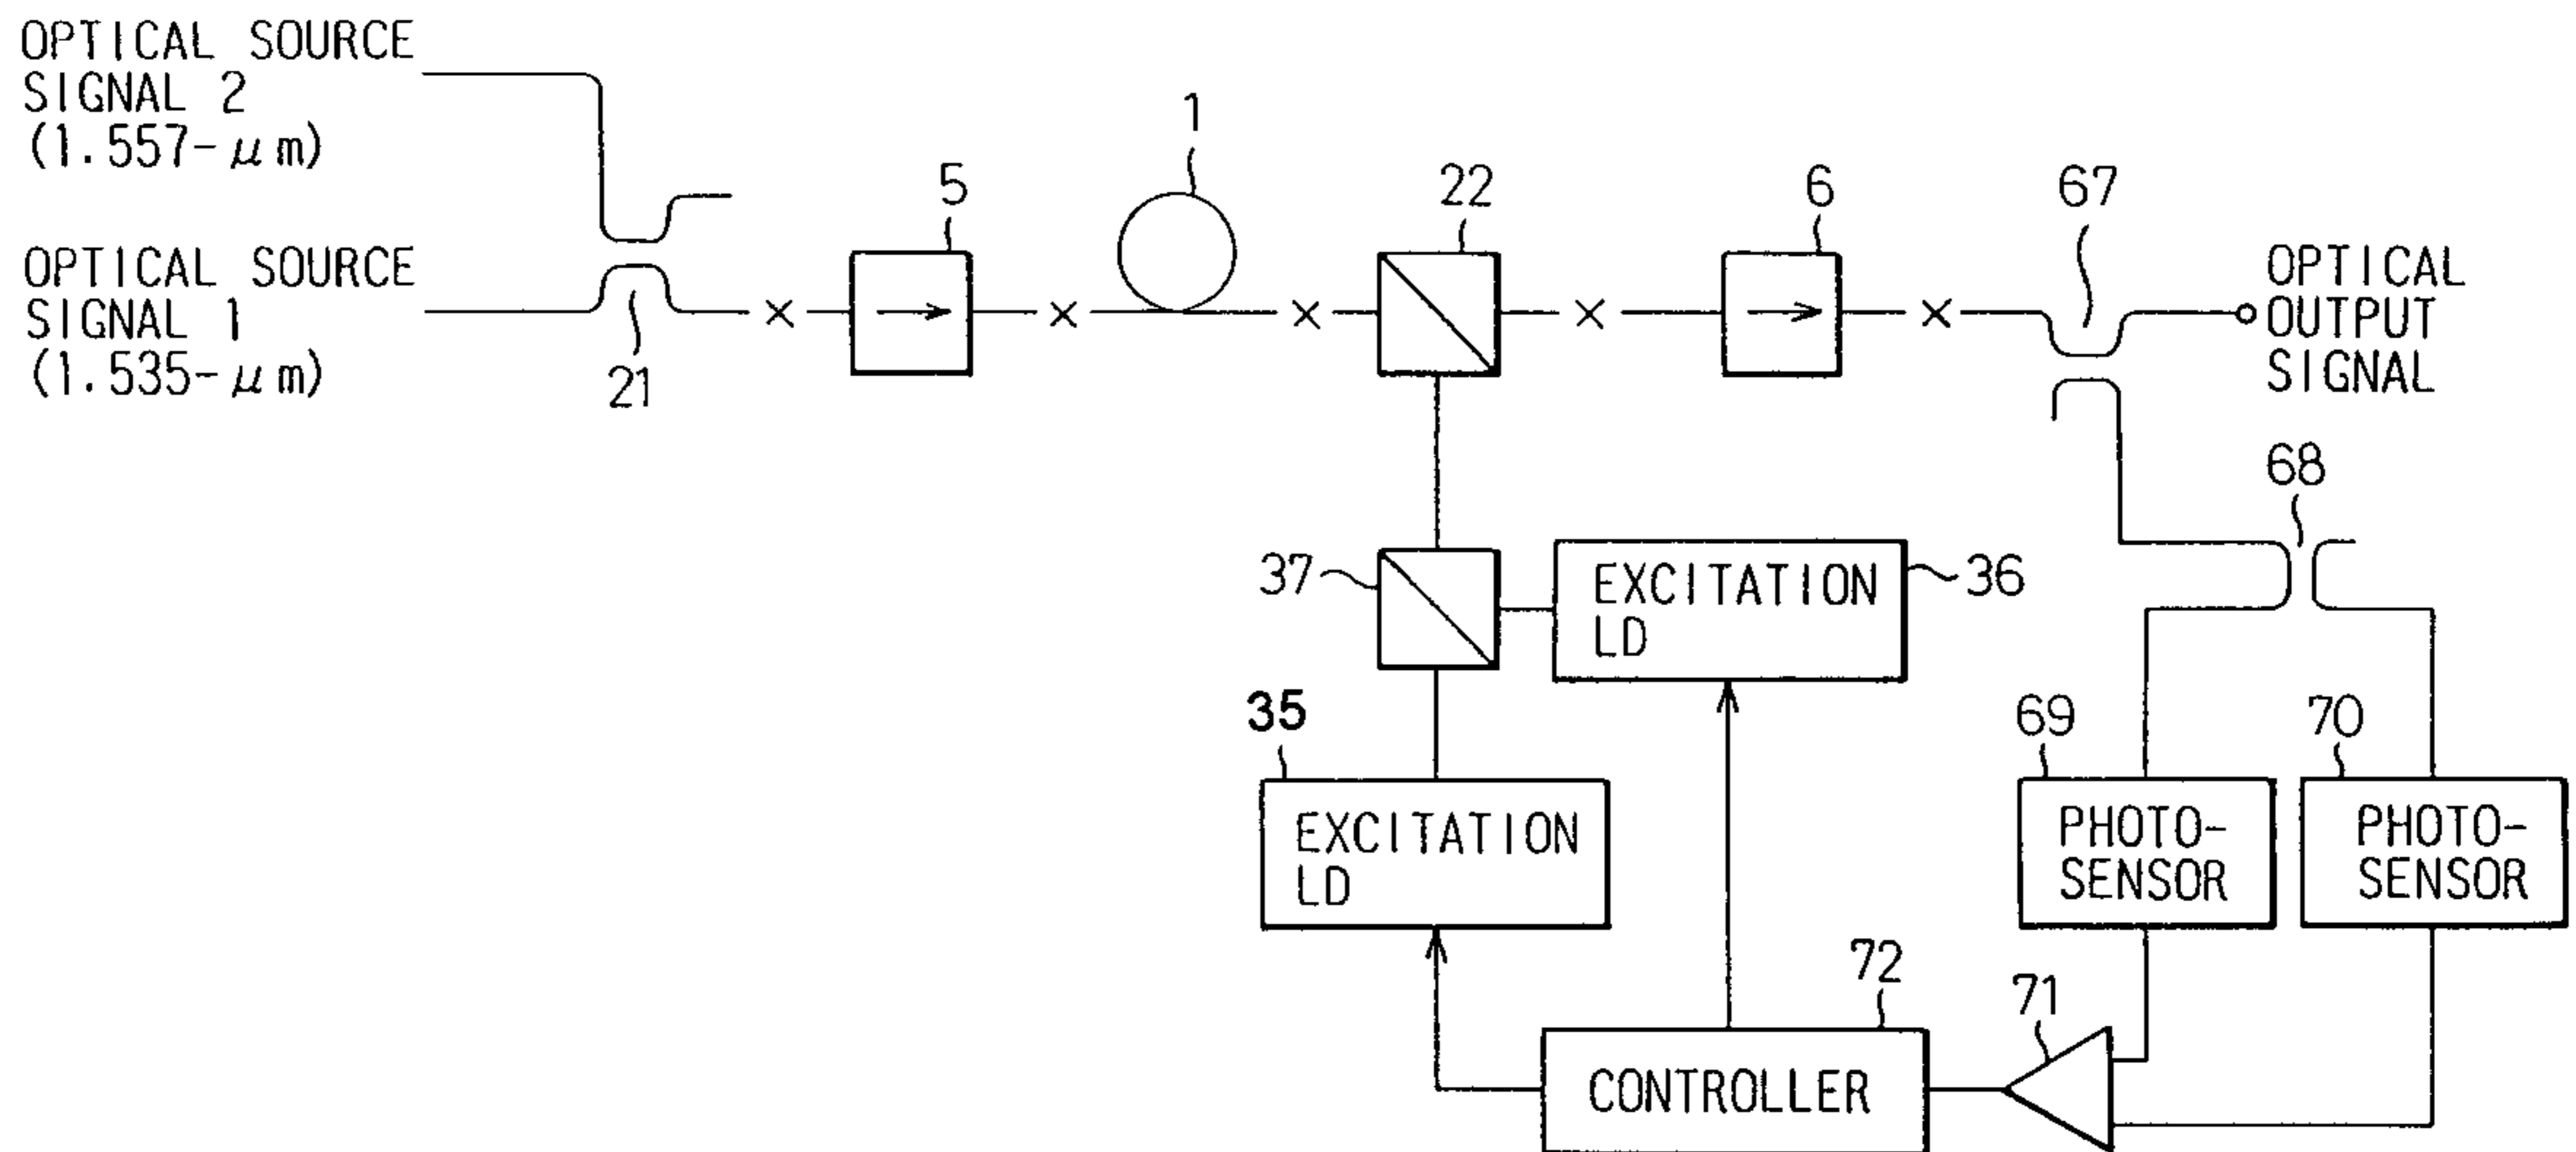 OPTICAL SOURCE
SIGNAL 2
(1.557-μm)
OPTICAL SOURCE
SIGNAL 1
(1.535-μm)
21
5
1
22
6
67
OPTICAL
OUTPUT
SIGNAL
68
37
EXCITATION
LD
36
35
EXCITATION
LD
69
PHOTO-
SENSOR
70
PHOTO-
SENSOR
72
CONTROLLER
71